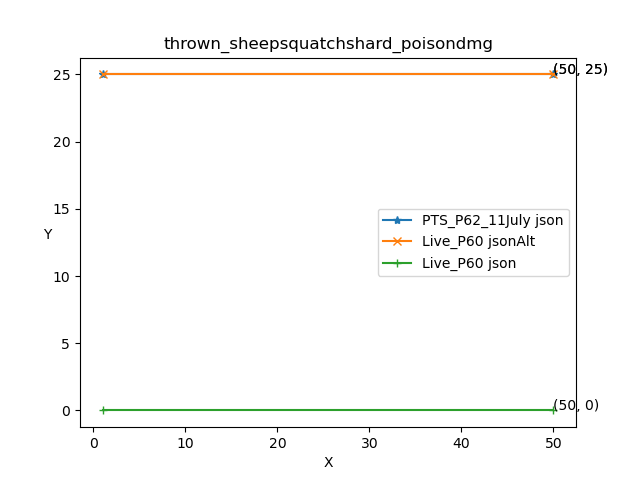 thrown_sheepsquatchshard_poisondmg
25
20
15
10
5
0
Y
(50, 25)
PTS_P62_11July json
Live_P60 jsonAlt
Live_P60 json
(50, 0)
0
10
20
30
40
50
X